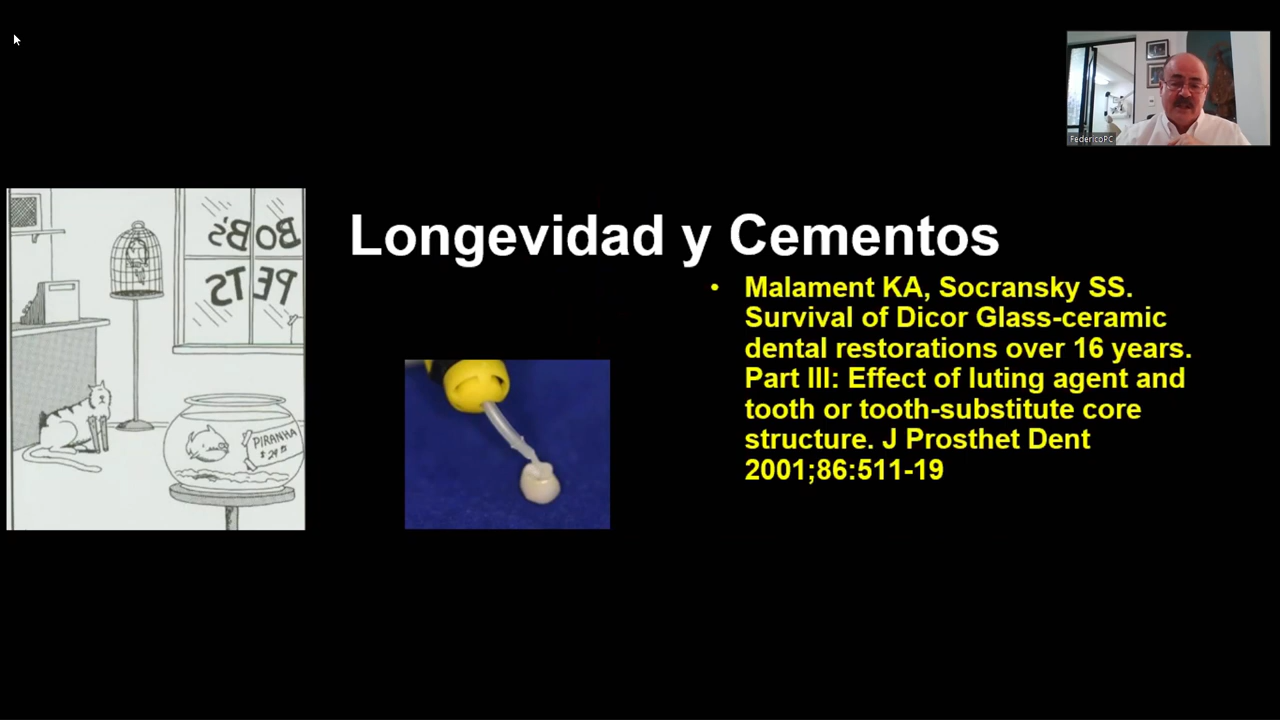 FedericoPC
Longevidad y Cementos
• Malament KA, Socransky SS.
Survival of Dicor Glass-ceramic
dental restorations over 16 years.
Part III: Effect of luting agent and
tooth or tooth-substitute core
structure. J Prosthet Dent
2001;86:511-19
BOB's
PETS
PIRANHA